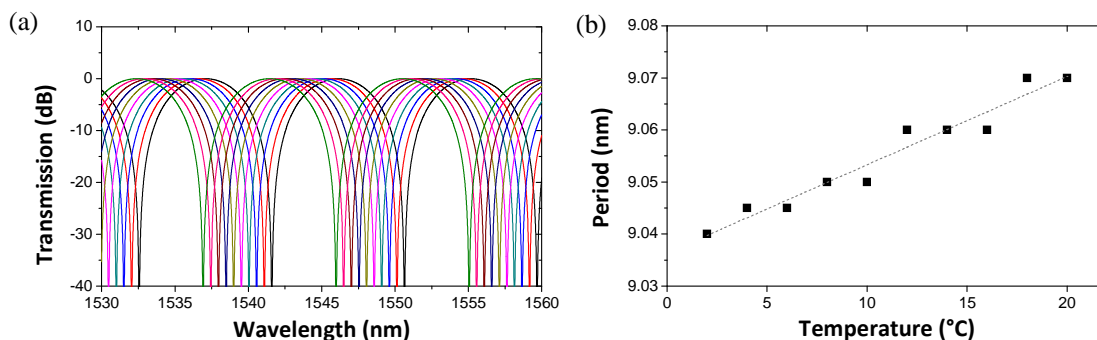 (a)
10
0
-10
-20
-30
-40
Transmission (dB)
1530 1535 1540 1545 1550 1555 1560
Wavelength (nm)
(b)
9.08
9.07
9.06
9.05
9.04
9.03
Period (nm)
0 5 10 15 20
Temperature (°C)